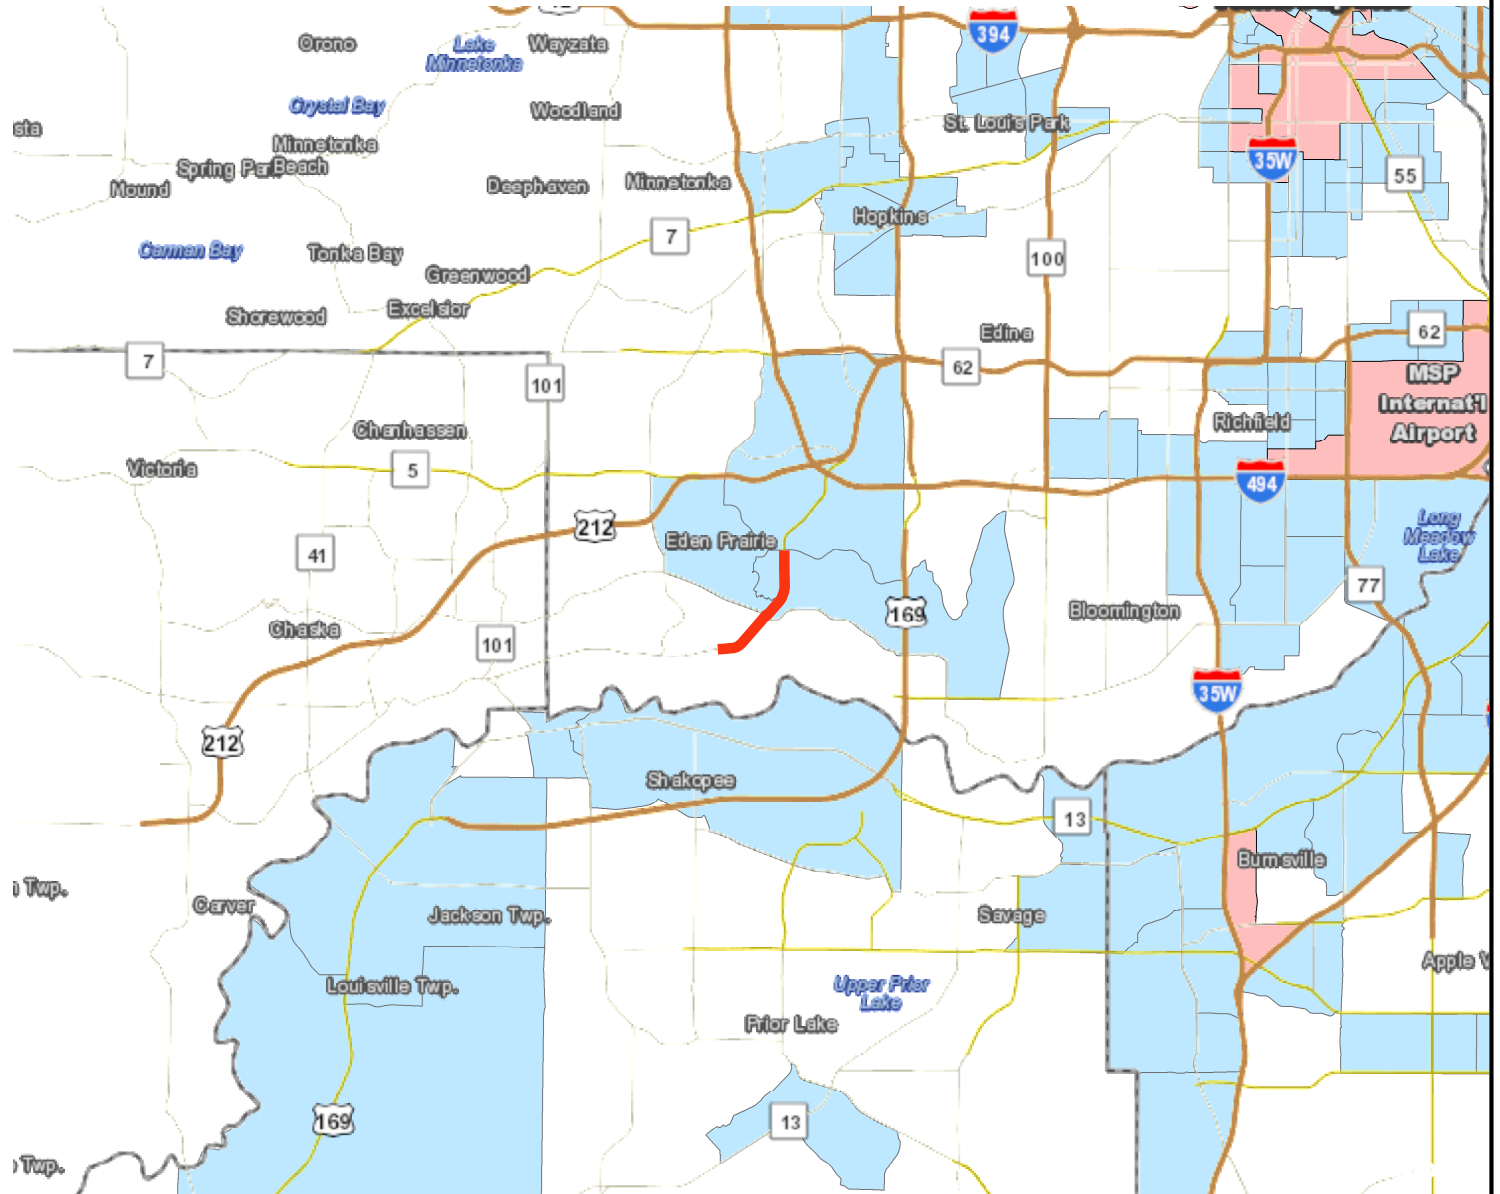 394
Orono
Lake
Minnetonka
Wayzata
Crystal Bay
Woodland
sta
St. Louis Park
Minnetonka
Beach
Spring Park
Mound
Deephaven
Minnetonka
35W
55
Hopkins
7
Carman Bay
Tonka Bay
100
Greenwood
Excelsior
Shorewood
Edina
62
7
62
101
MSP
Internat'l
Airport
Richfield
Chanhassen
Victoria
5
494
212
Eden Prairie
Long
Meadow
Lake
41
77
169
Bloomington
Chaska
101
35W
212
Shakopee
13
Burnsville
Twp.
Carver
Jackson Twp.
Savage
Apple V
Louisville Twp.
Upper Prior
Lake
Prior Lake
169
13
Twp.